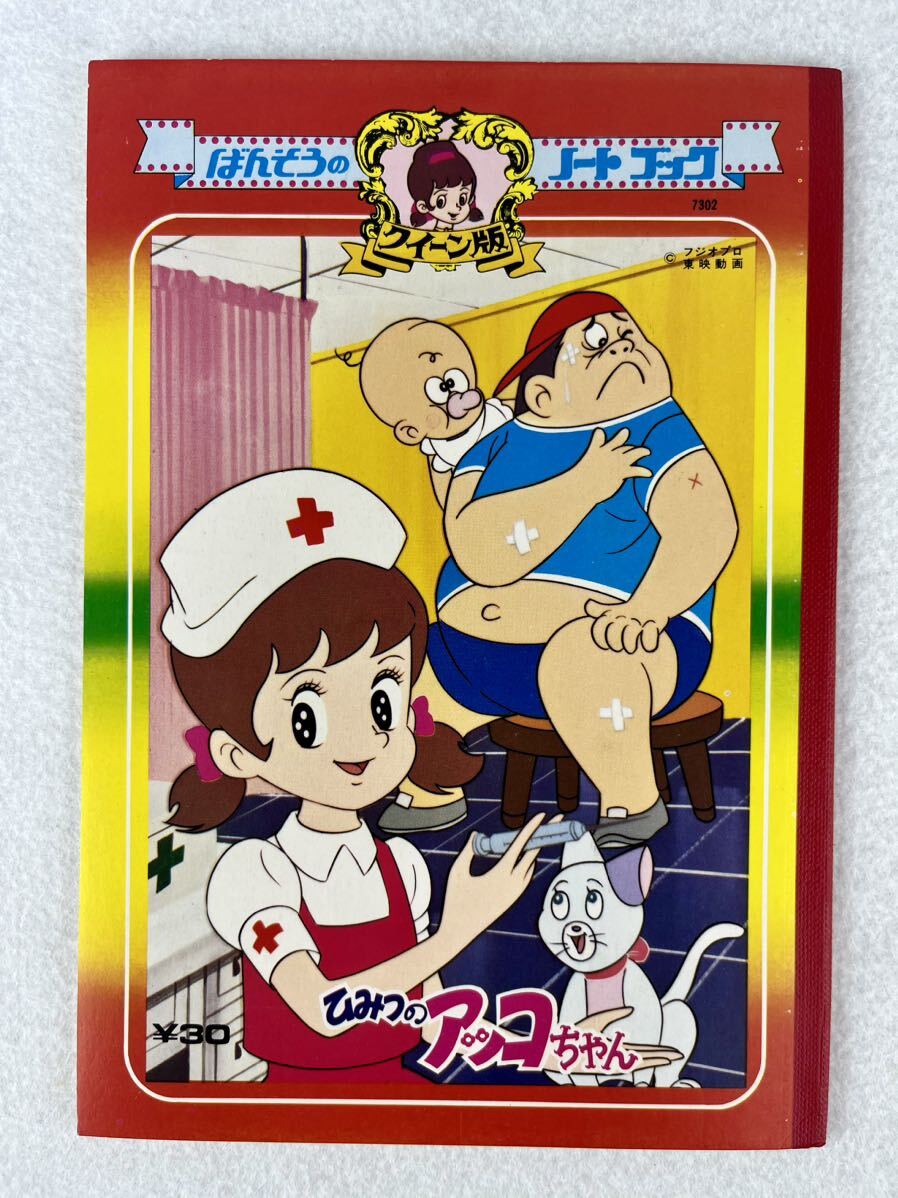 ばんそうの ノートブック
クイーン版
7302
© フジオプロ
東映動画
ひみつの アッコちゃん
¥30